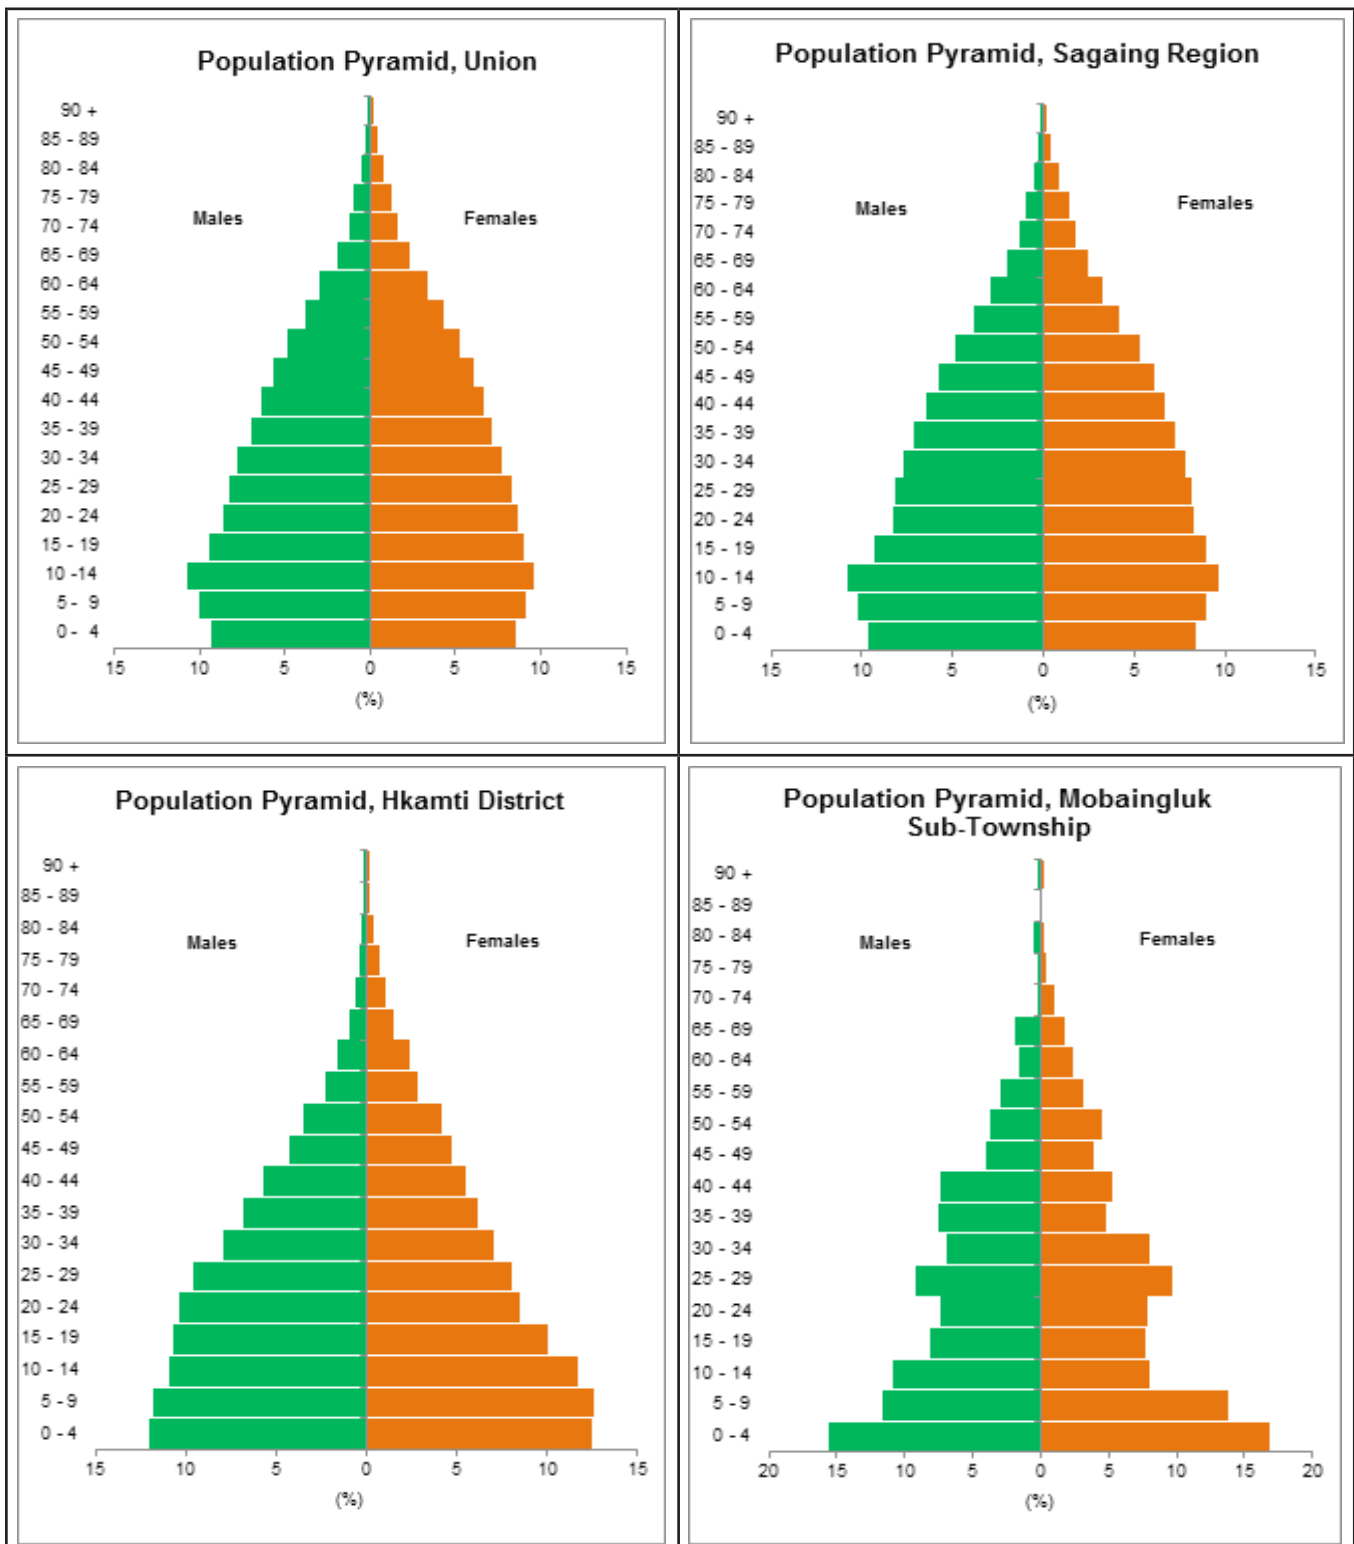 Population Pyramid, Union
90 +
85 - 89
80 - 84
75 - 79
70 - 74
65 - 69
60 - 64
55 - 59
50 - 54
45 - 49
40 - 44
35 - 39
30 - 34
25 - 29
20 - 24
15 - 19
10 -14
5 - 9
0 - 4
Males
Females
15 10 5 0 5 10 15
(%)
Population Pyramid, Sagaing Region
90 +
85 - 89
80 - 84
75 - 79
70 - 74
65 - 69
60 - 64
55 - 59
50 - 54
45 - 49
40 - 44
35 - 39
30 - 34
25 - 29
20 - 24
15 - 19
10 - 14
5 - 9
0 - 4
Males
Females
15 10 5 0 5 10 15
(%)
Population Pyramid, Hkamti District
90 +
85 - 89
80 - 84
75 - 79
70 - 74
65 - 69
60 - 64
55 - 59
50 - 54
45 - 49
40 - 44
35 - 39
30 - 34
25 - 29
20 - 24
15 - 19
10 - 14
5 - 9
0 - 4
Males
Females
15 10 5 0 5 10 15
(%)
Population Pyramid, Mobaingluk
Sub-Township
90 +
85 - 89
80 - 84
75 - 79
70 - 74
65 - 69
60 - 64
55 - 59
50 - 54
45 - 49
40 - 44
35 - 39
30 - 34
25 - 29
20 - 24
15 - 19
10 - 14
5 - 9
0 - 4
Males
Females
20 15 10 5 0 5 10 15 20
(%)